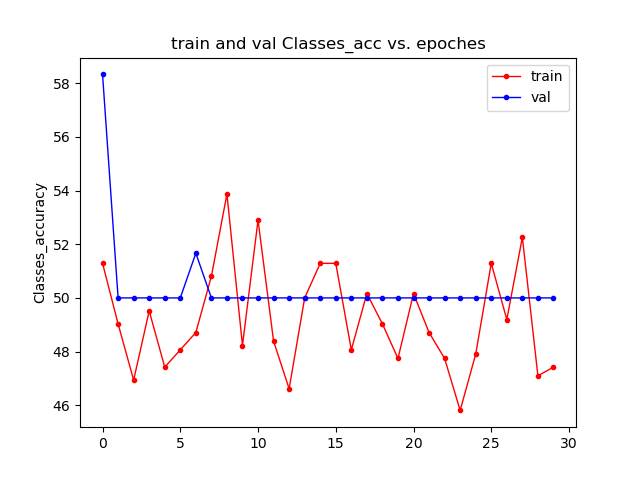 train and val Classes_acc vs. epoches
train
val
Classes_accuracy
58
56
54
52
50
48
46
0 5 10 15 20 25 30